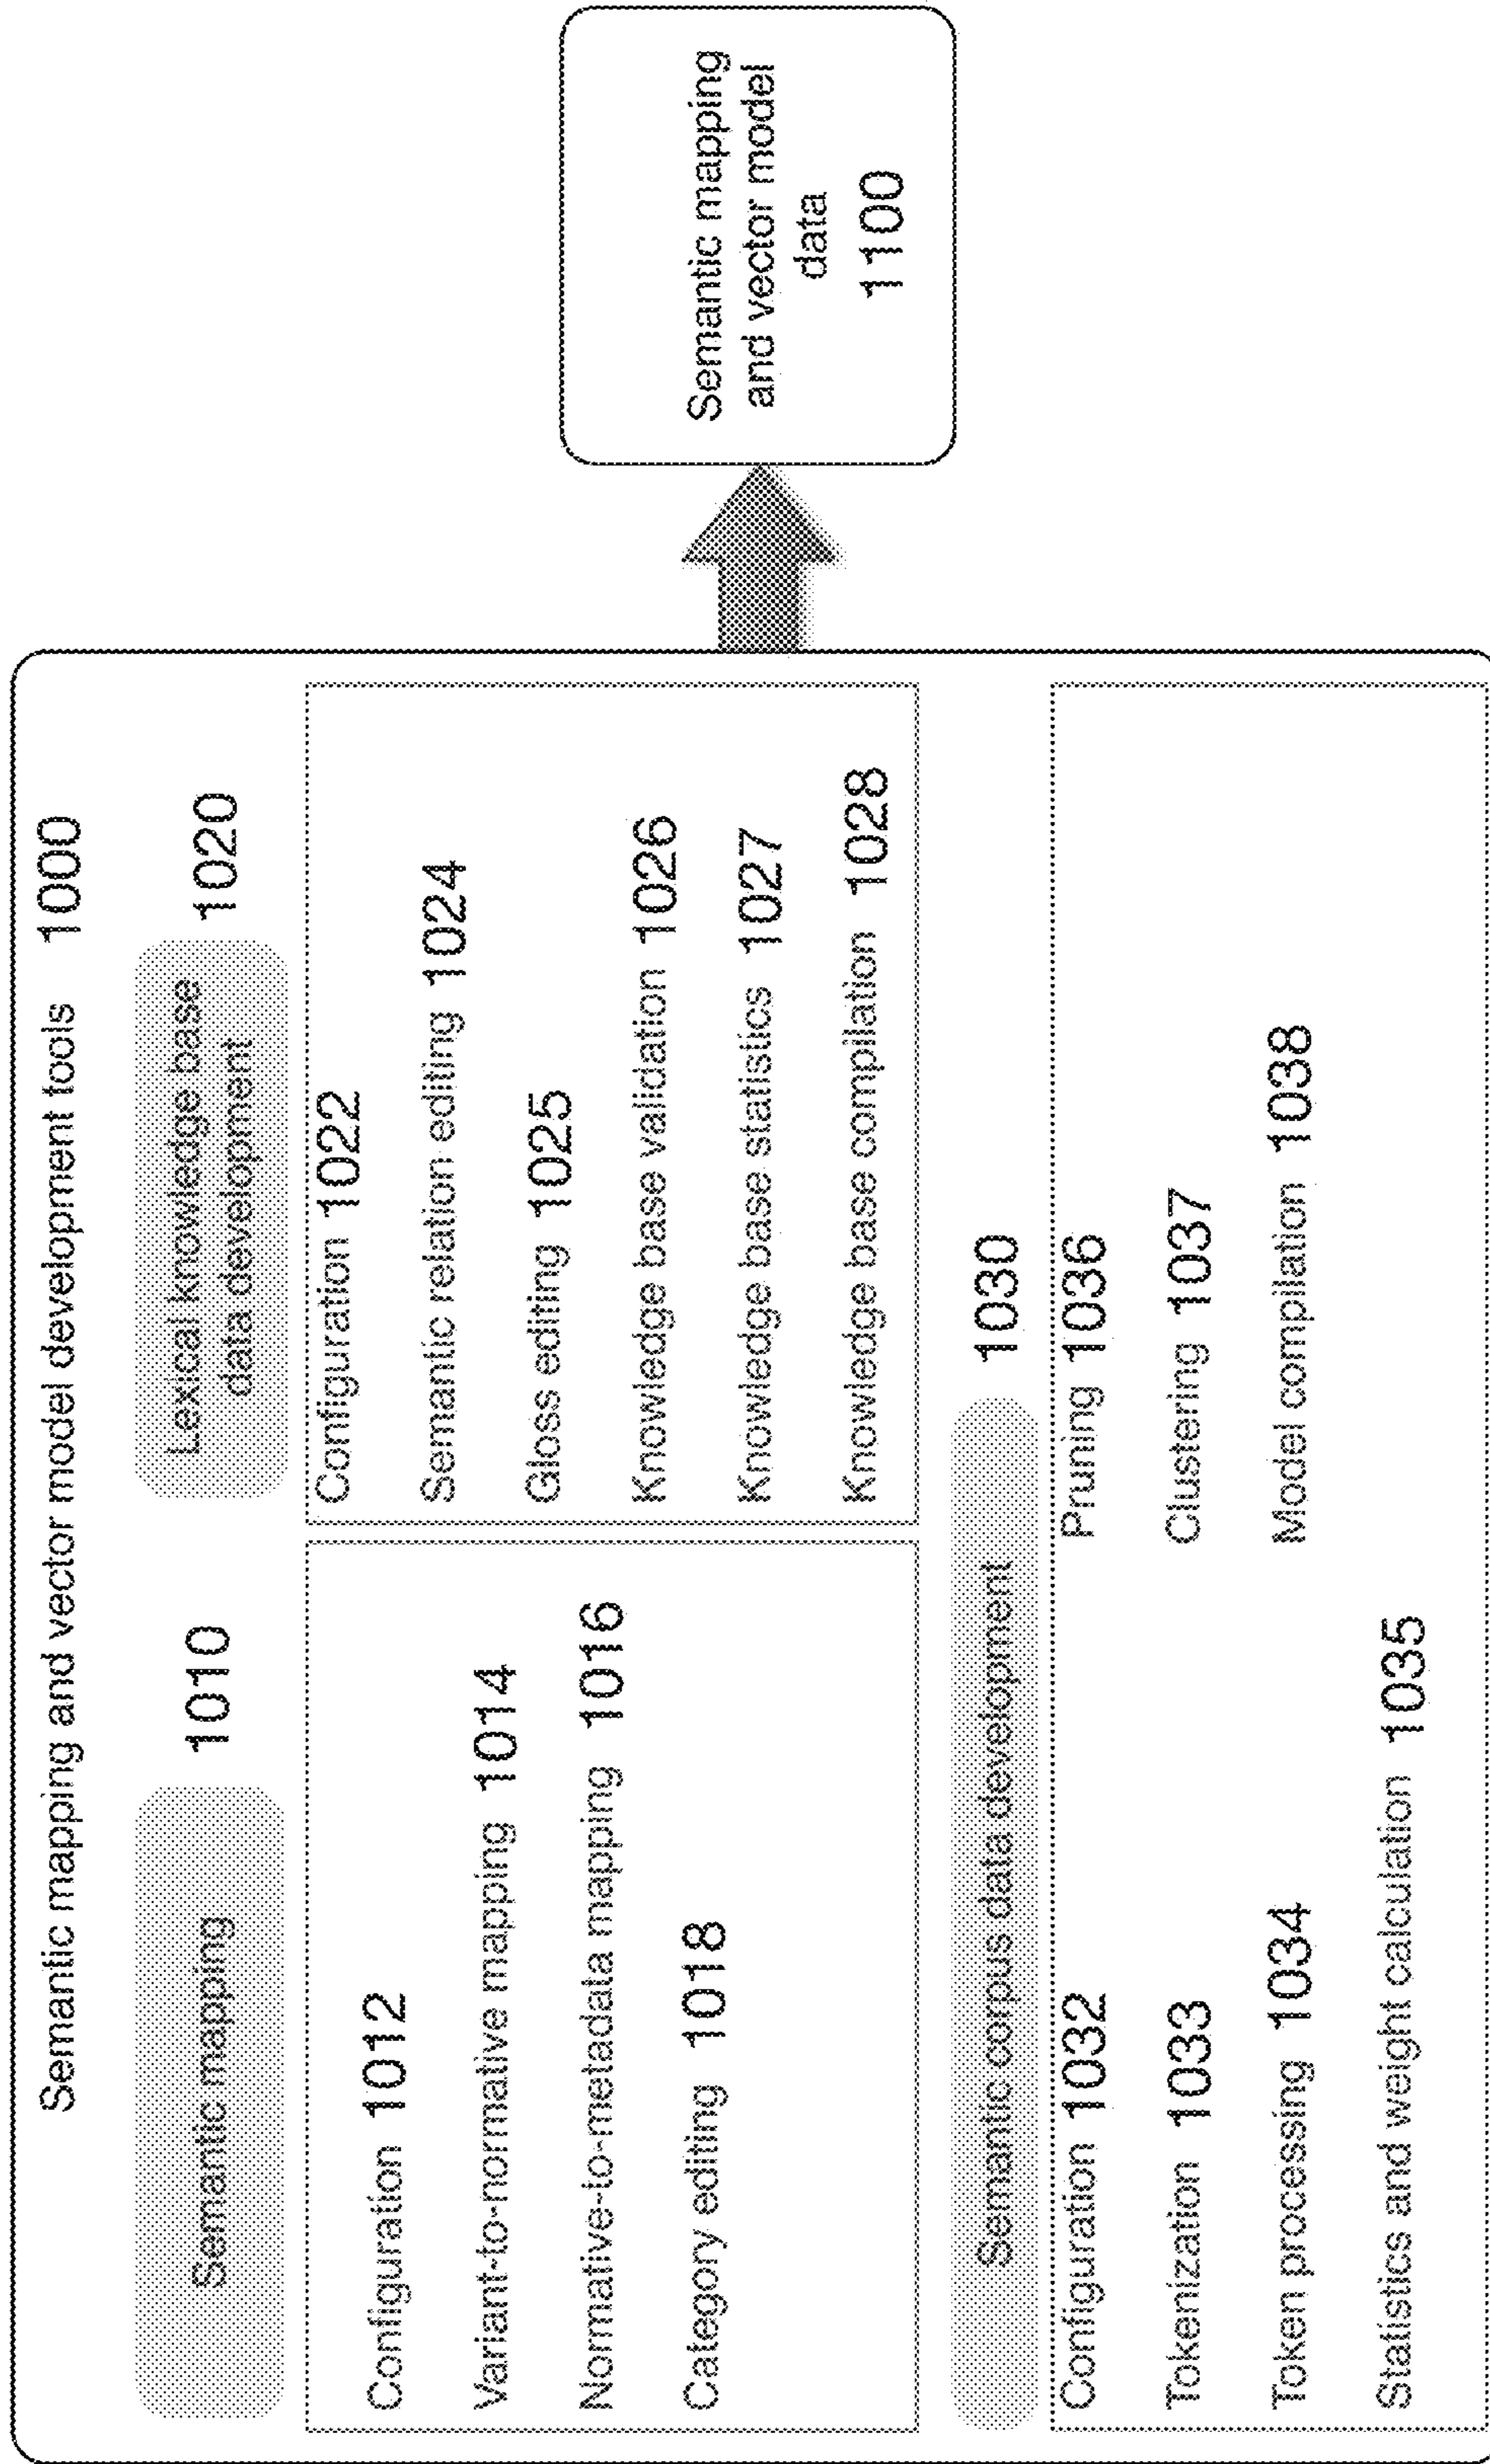 Semantic mapping and vector model development tools 1000
Semantic mapping 1010
Configuration 1012
Variant-to-normative mapping 1014
Normative-to-metadata mapping 1016
Category editing 1018
Lexical knowledge base
data development
1020
Configuration 1022
Semantic relation editing 1024
Gloss editing 1025
Knowledge base validation 1026
Knowledge base statistics 1027
Knowledge base compilation 1028
Semantic corpus data development 1030
Configuration 1032
Tokenization 1033
Token processing 1034
Statistics and weight calculation 1035
Pruning 1036
Clustering 1037
Model compilation 1038
Semantic mapping
and vector model
data
1100